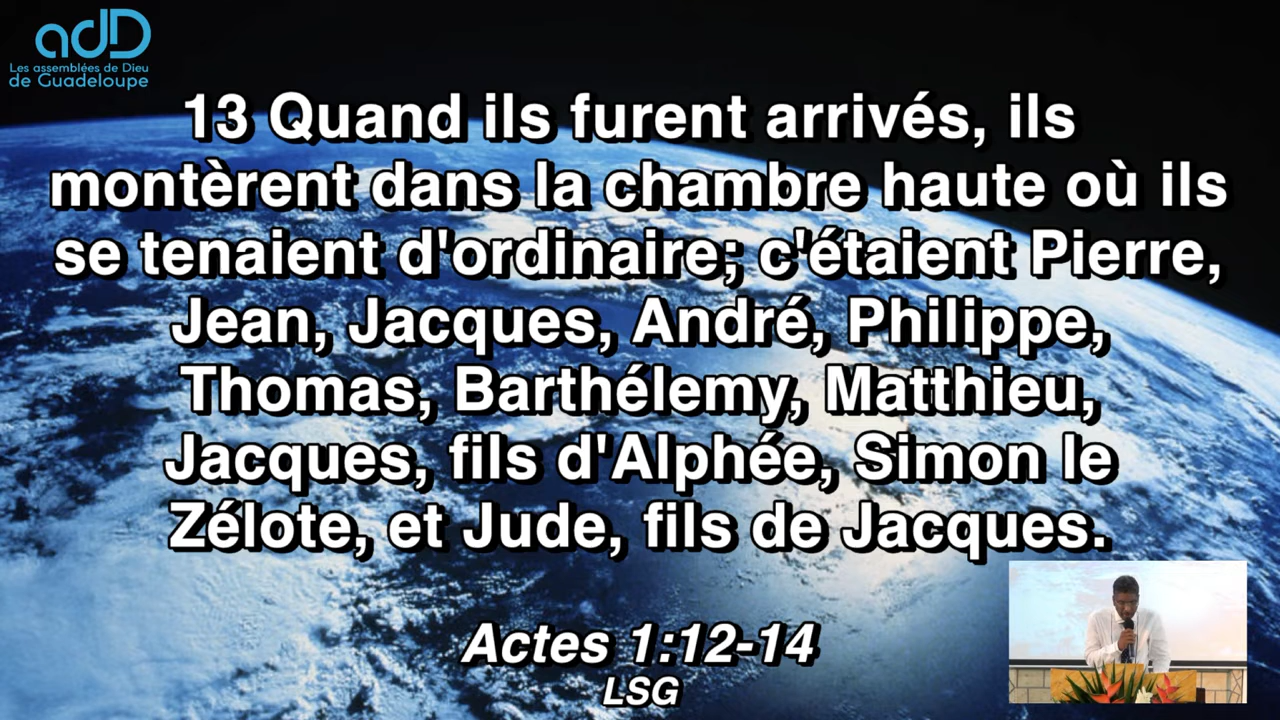 adD
Les assemblées de Dieu
de Guadeloupe
13 Quand ils furent arrivés, ils
montèrent dans la chambre haute où ils
se tenaient d'ordinaire; c'étaient Pierre,
Jean, Jacques, André, Philippe,
Thomas, Barthélemy, Matthieu,
Jacques, fils d'Alphée, Simon le
Zélote, et Jude, fils de Jacques.
Actes 1:12-14
LSG